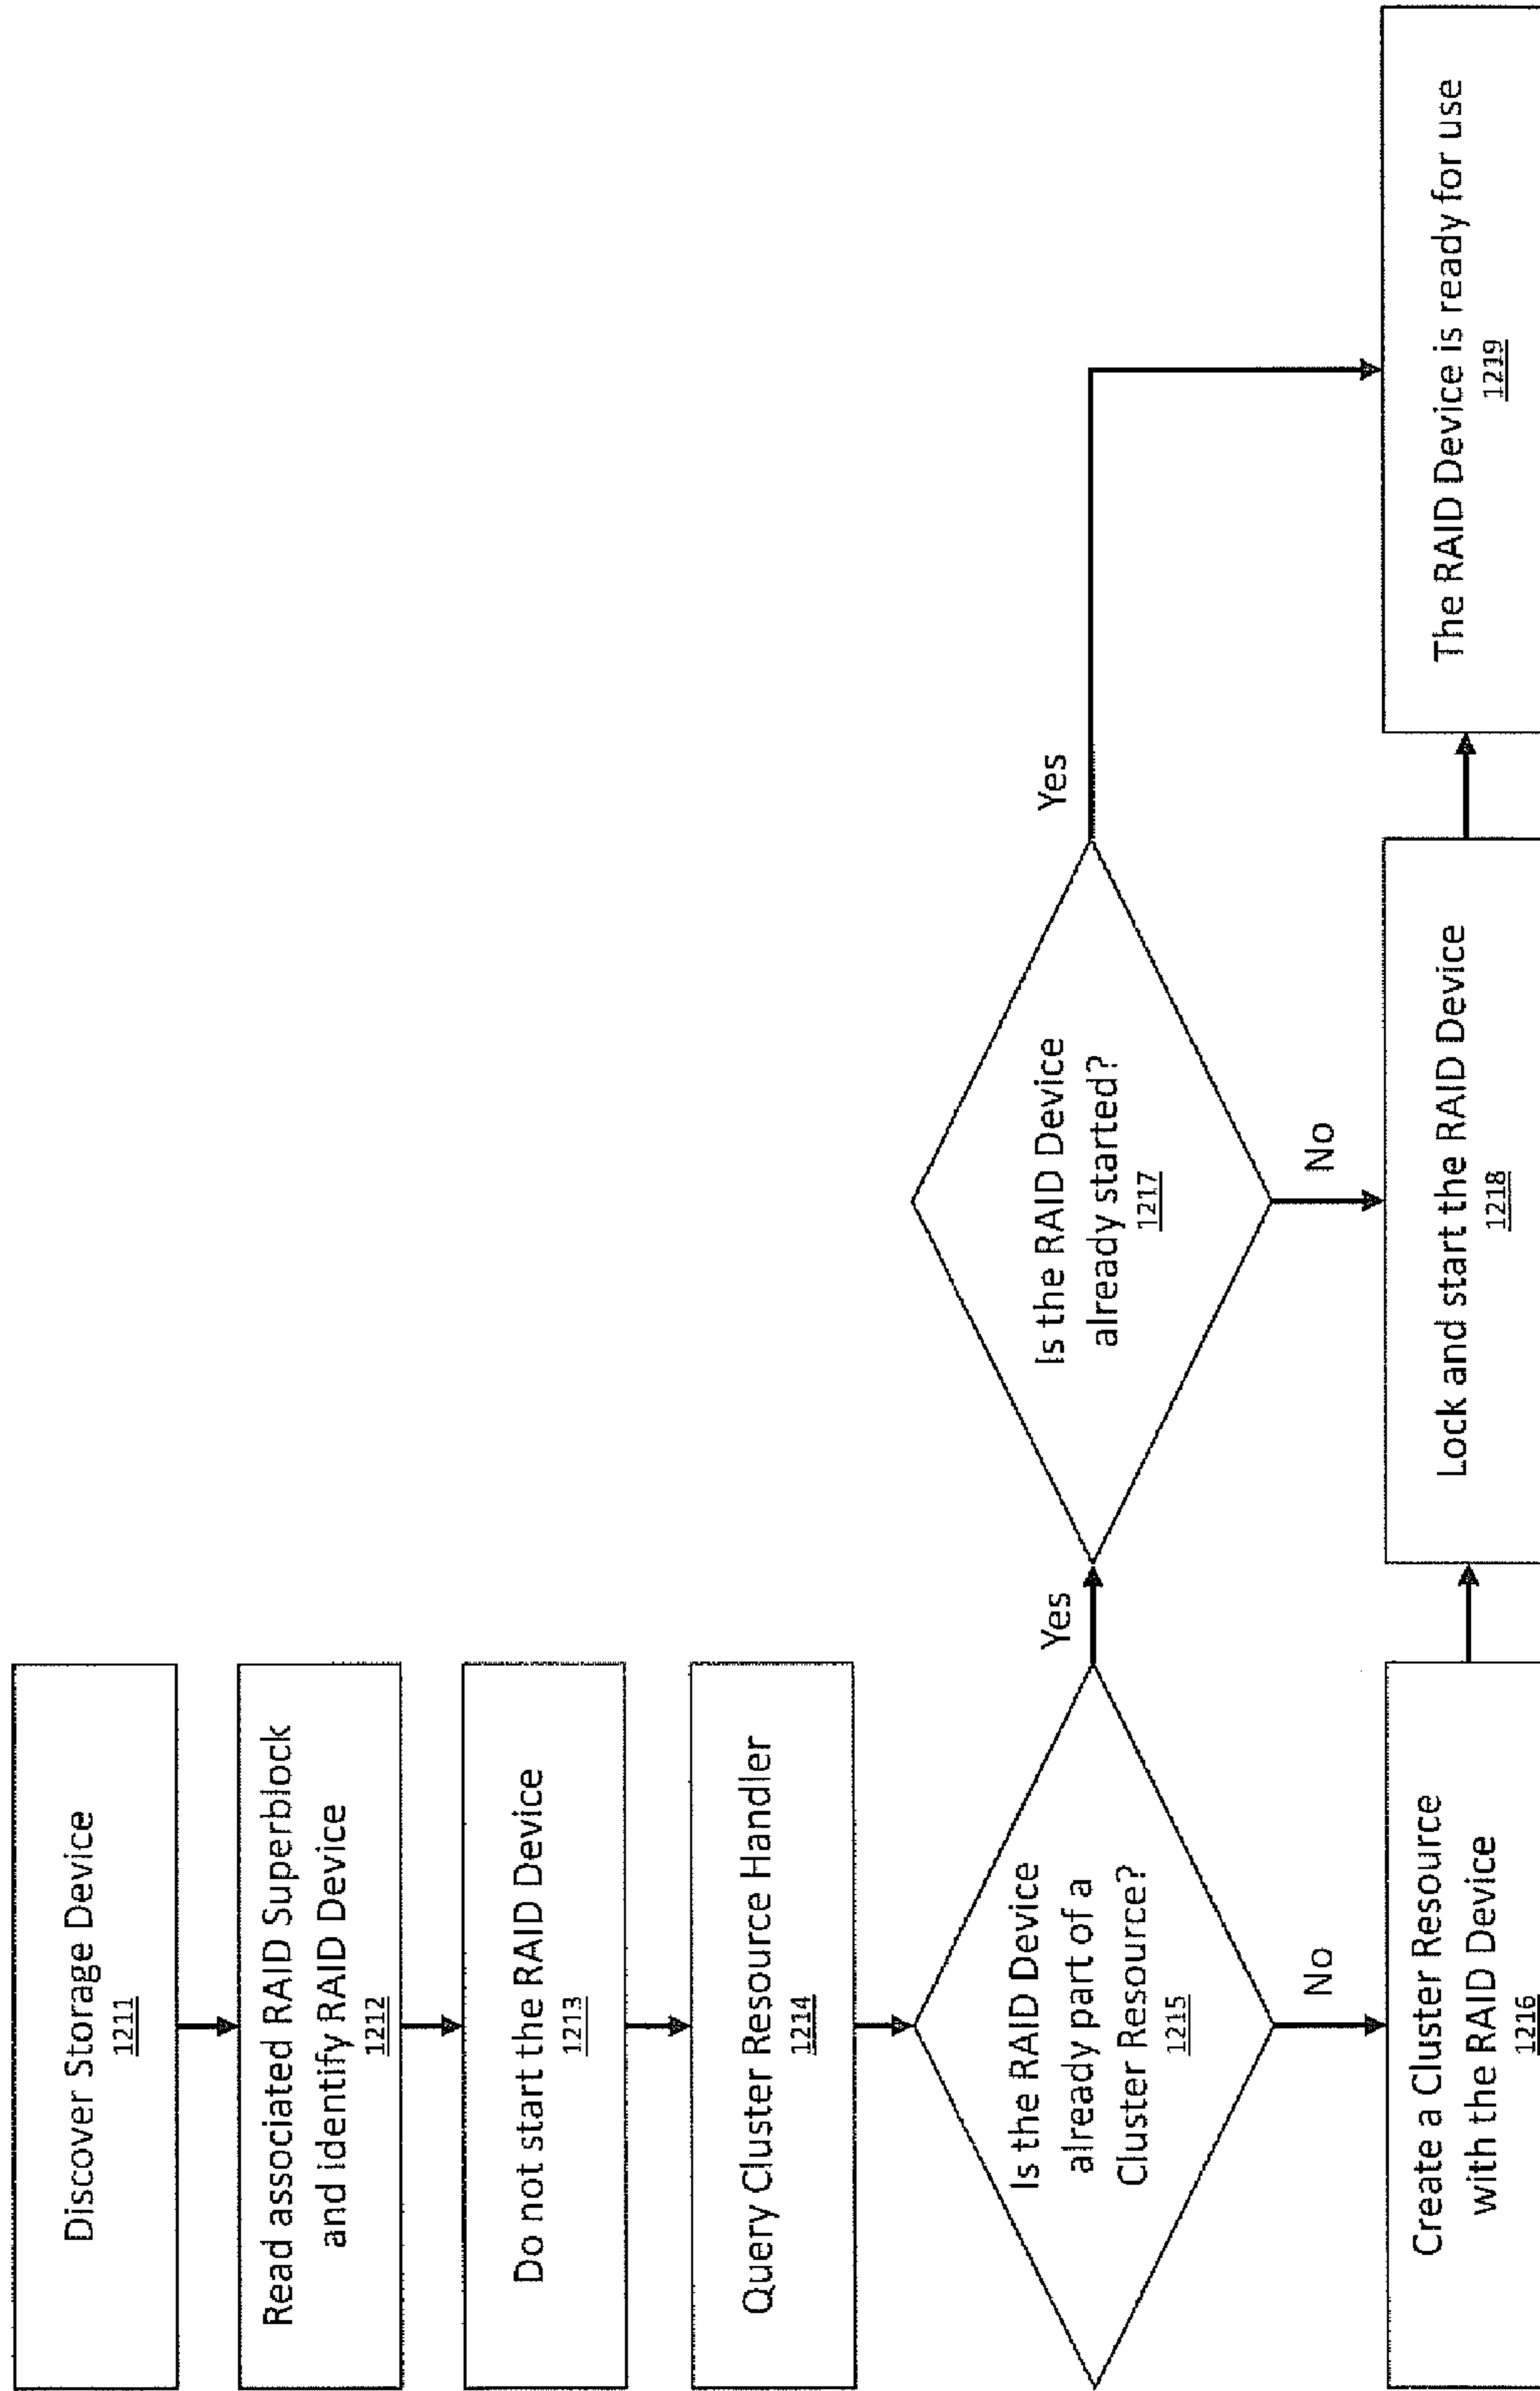 Discover Storage Device
1211
Read associated RAID Superblock
and identify RAID Device
1212
Do not start the RAID Device
1213
Query Cluster Resource Handler
1214
Is the RAID Device
already part of a
Cluster Resource?
1215
Yes
No
Create a Cluster Resource
with the RAID Device
1216
Is the RAID Device
already started?
1217
Yes
No
Lock and start the RAID Device
1218
The RAID Device is ready for use
1219